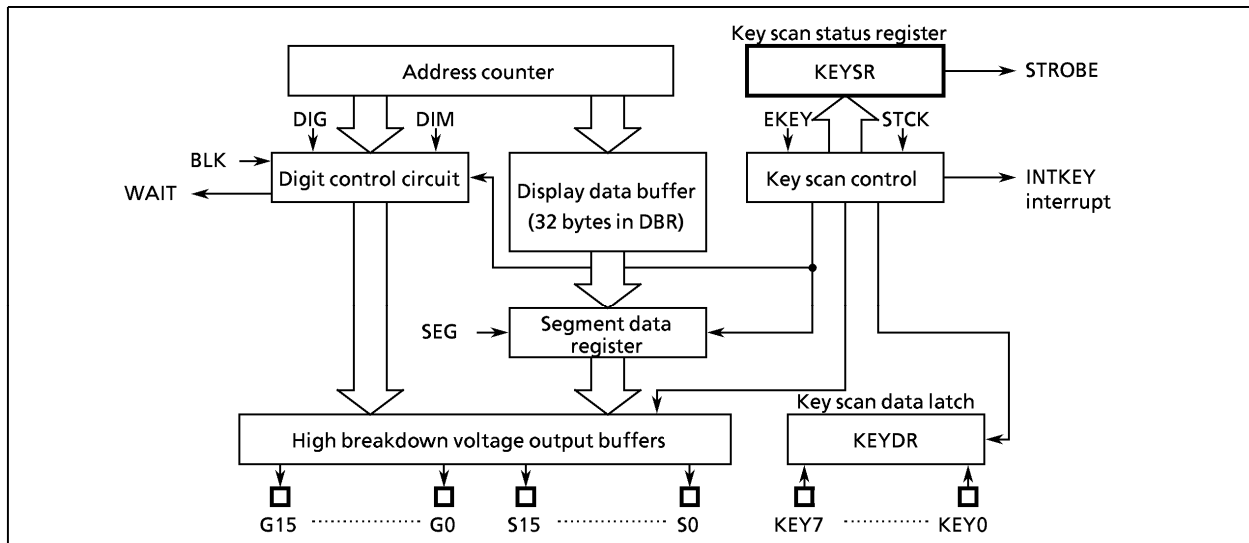 Key scan status register
Address counter
KEYSR
STROBE
DIG
DIM
EKEY
STCK
BLK
WAIT
Digit control circuit
Display data buffer
(32 bytes in DBR)
Key scan control
INTKEY
interrupt
SEG
Segment data
register
Key scan data latch
High breakdown voltage output buffers
KEYDR
G15 ............... G0
S15 ............... S0
KEY7 ............... KEY0